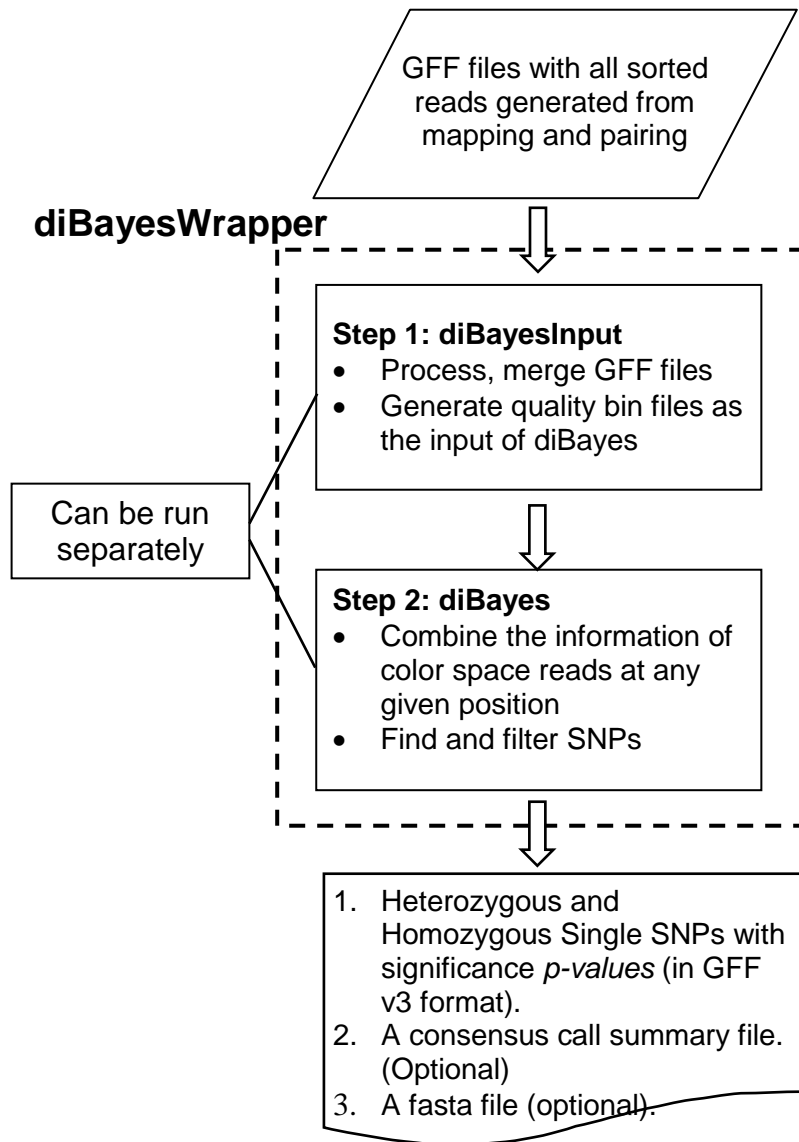 GFF files with all sorted
reads generated from
mapping and pairing
diBayesWrapper
Step 1: diBayesInput
• Process, merge GFF files
• Generate quality bin files as
the input of diBayes
Can be run
separately
Step 2: diBayes
• Combine the information of
color space reads at any
given position
• Find and filter SNPs
1. Heterozygous and
Homozygous Single SNPs with
significance p-values (in GFF
v3 format).
2. A consensus call summary file.
(Optional)
3. A fasta file (optional).